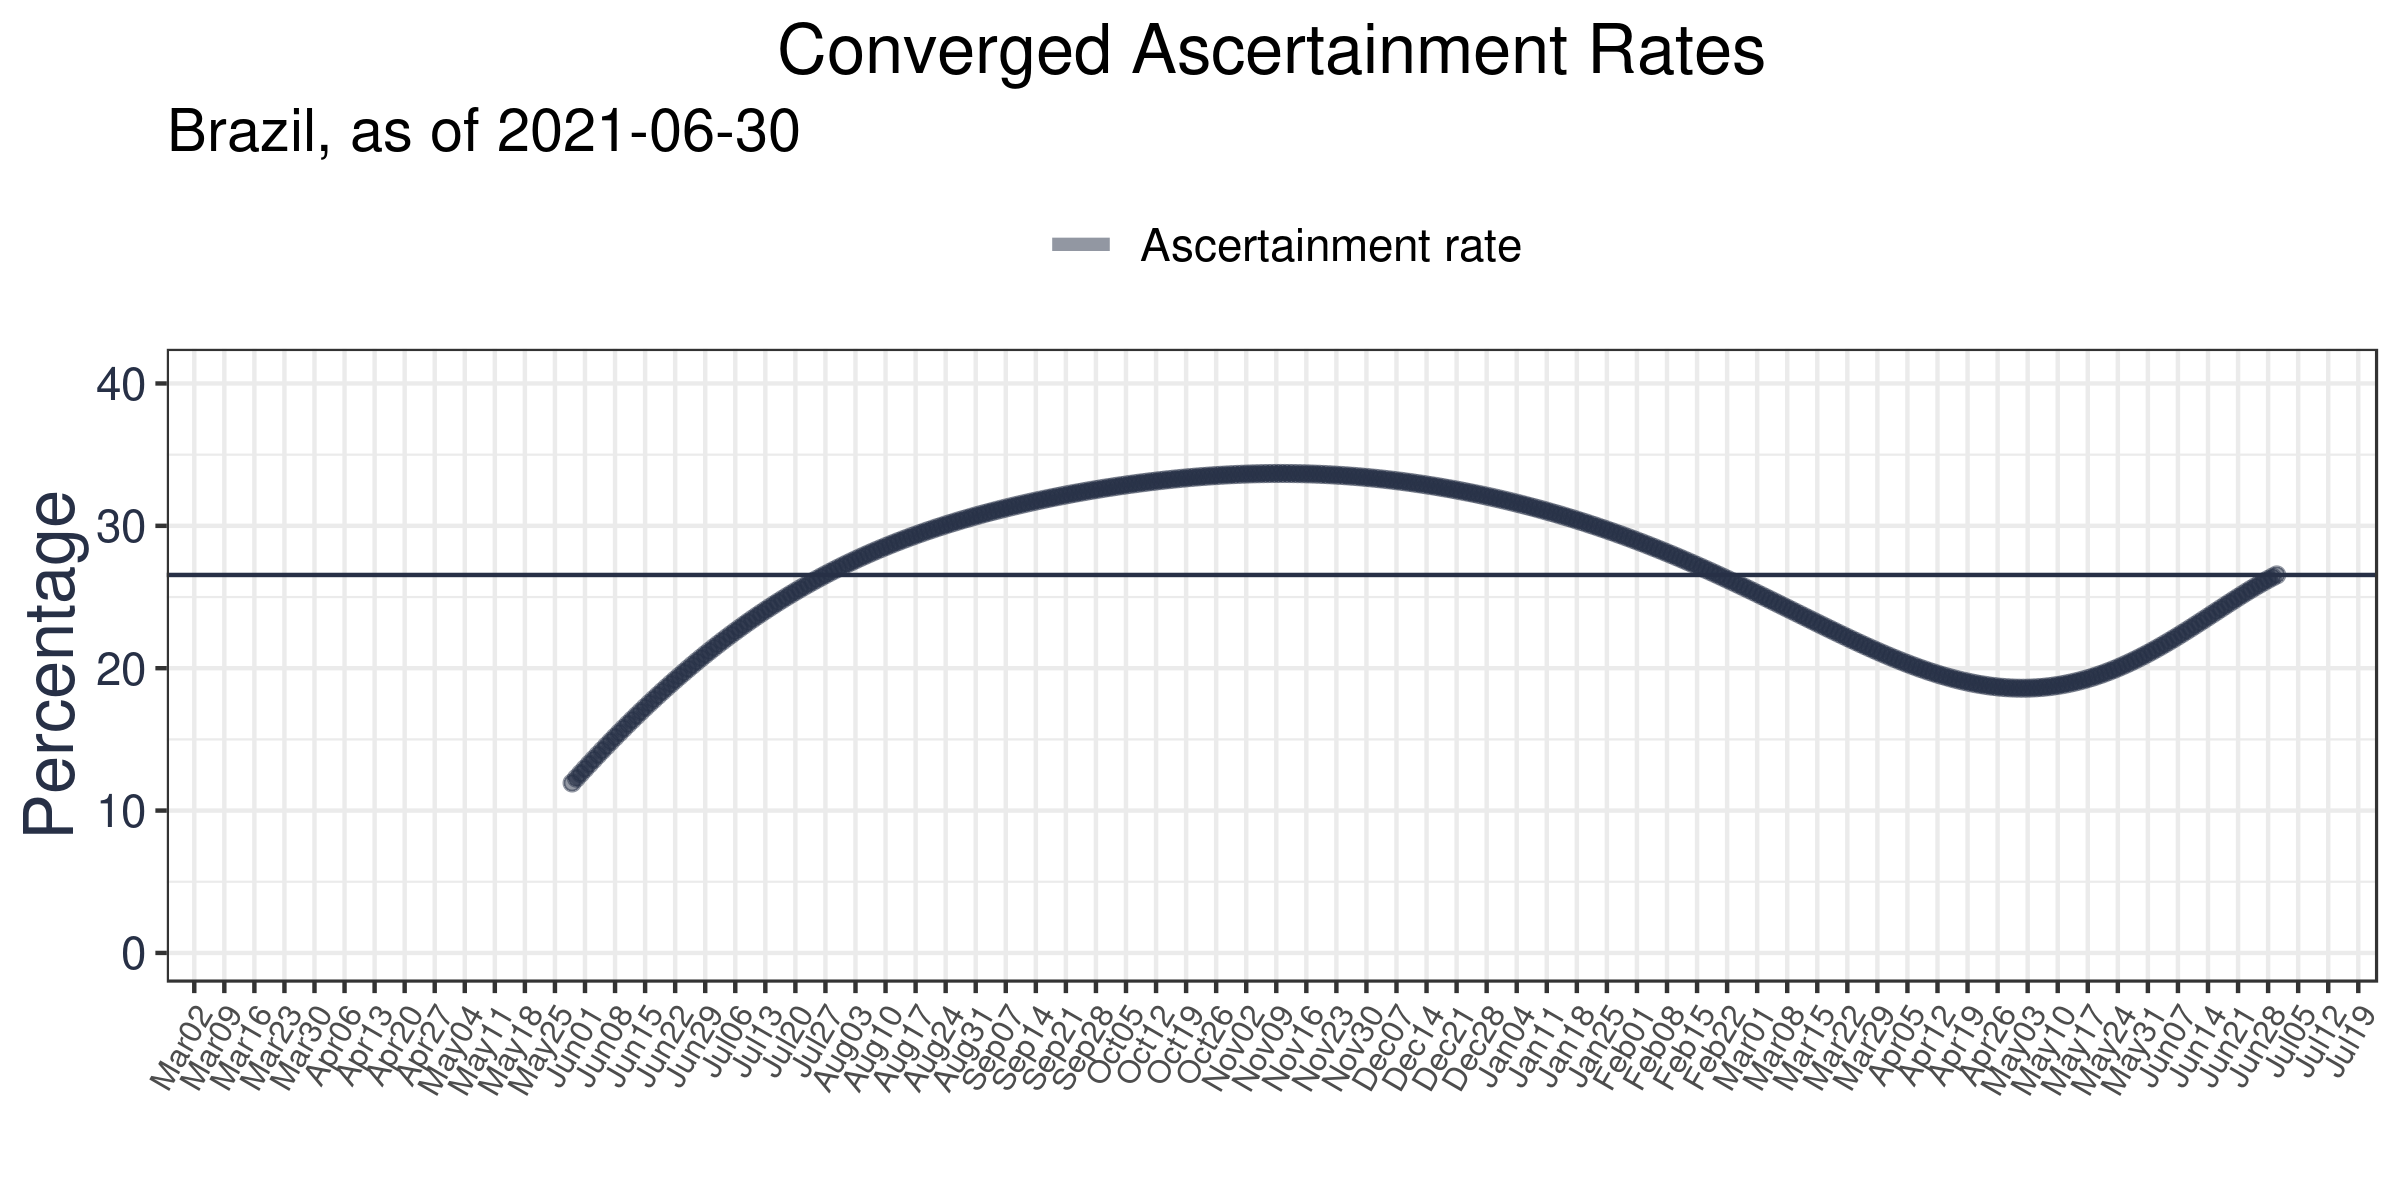 Converged Ascertainment Rates
Brazil, as of 2021-06-30
Ascertainment rate
Percentage
40
30
20
10
0
Mar02 Mar09 Mar16 Mar23 Mar30 Apr06 Apr13 Apr20 Apr27 May04 May11 May18 May25 Jun01 Jun08 Jun15 Jun22 Jun29 Jul06 Jul13 Jul20 Jul27 Aug03 Aug10 Aug17 Aug24 Aug31 Sep07 Sep14 Sep21 Sep28 Oct05 Oct12 Oct19 Oct26 Nov02 Nov09 Nov16 Nov23 Nov30 Dec07 Dec14 Dec21 Dec28 Jan04 Jan11 Jan18 Jan25 Feb01 Feb08 Feb15 Feb22 Mar01 Mar08 Mar15 Mar22 Mar29 Apr05 Apr12 Apr19 Apr26 May03 May10 May17 May24 May31 Jun07 Jun14 Jun21 Jun28 Jul05 Jul12 Jul19